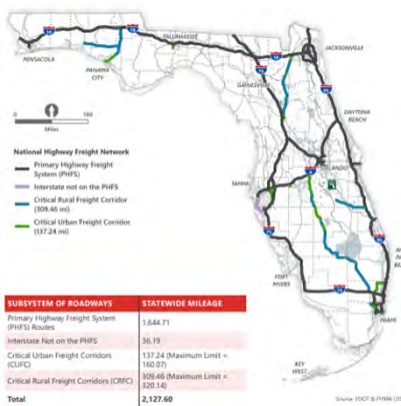 PENSACOLA
PANAMA
CITY
TALLAHASSEE
JACKSONVILLE
GAINESVILLE
DAYTONA
BEACH
ORLANDO
TAMPA
FORT
MYERS
MIAMI
KEY
WEST
0
Miles
National Highway Freight Network
Primary Highway Freight
System (PHFS)
Interstate not on the PHFS
Critical Rural Freight Corridor
(309.46 mi)
Critical Urban Freight Corridor
(137.24 mi)
SUBSYSTEM OF ROADWAYS STATEWIDE MILEAGE
Primary Highway Freight System
(PHFS) Routes 1,644.71
Interstate Not on the PHFS 36.19
Critical Urban Freight Corridors
(CUFC) 137.24 (Maximum Limit =
160.07)
Critical Rural Freight Corridors (CRFC) 309.46 (Maximum Limit =
320.14)
Total 2,127.60